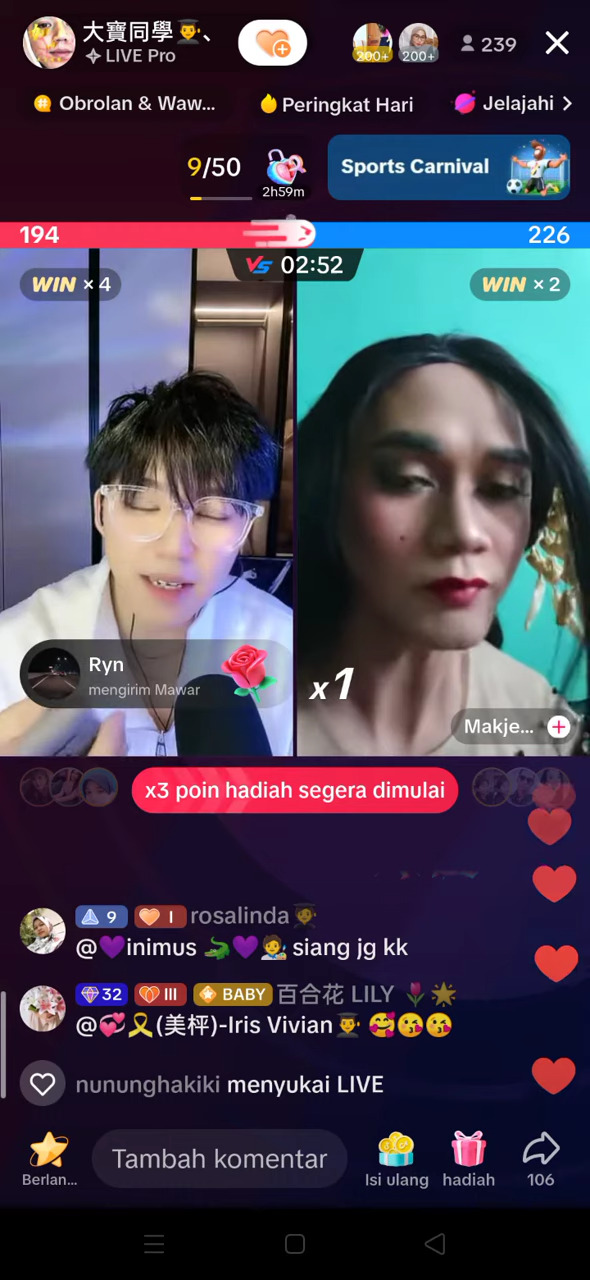 大寶同學👨‍🎓、
LIVE Pro
200+
200+
239
Obrolan & Waw...
Peringkat Hari
Jelajahi
9/50
2h59m
Sports Carnival
194
226
VS 02:52
WIN × 4
WIN × 2
Ryn
mengirim Mawar
x1
Makje...
x3 poin hadiah segera dimulai
9 I rosalinda👩‍🎓
@💜inimus 🐊💜🧑‍🎨 siang jg kk
32 III BABY 百合花 LILY 🌷🌟
@💞🎗️(美枰)-Iris Vivian👨‍🎓 🥰😘😘
nununghakiki menyukai LIVE
Berlan...
Tambah komentar
Isi ulang
hadiah
106